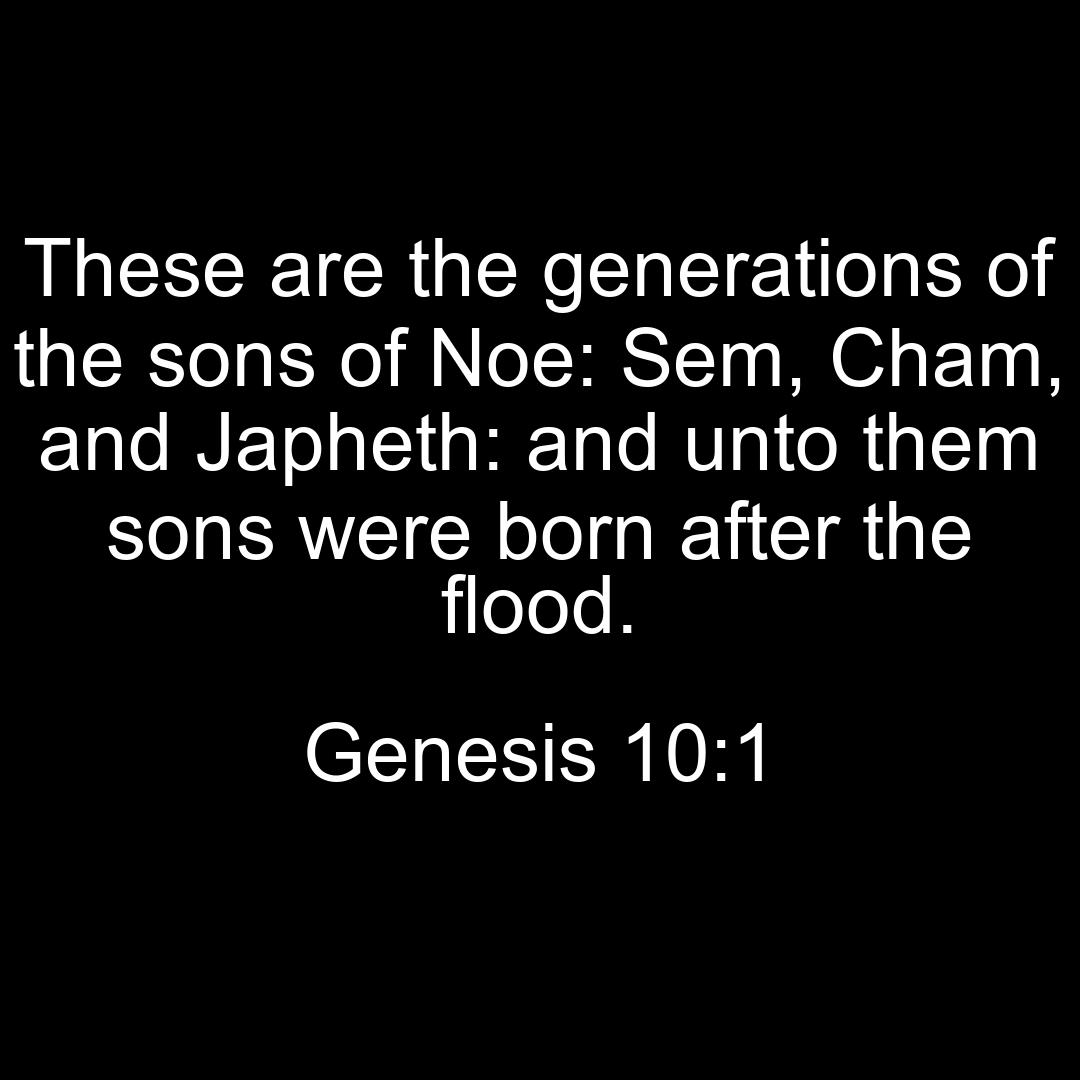 These are the generations of
the sons of Noe: Sem, Cham,
and Japheth: and unto them
sons were born after the
flood.
Genesis 10:1